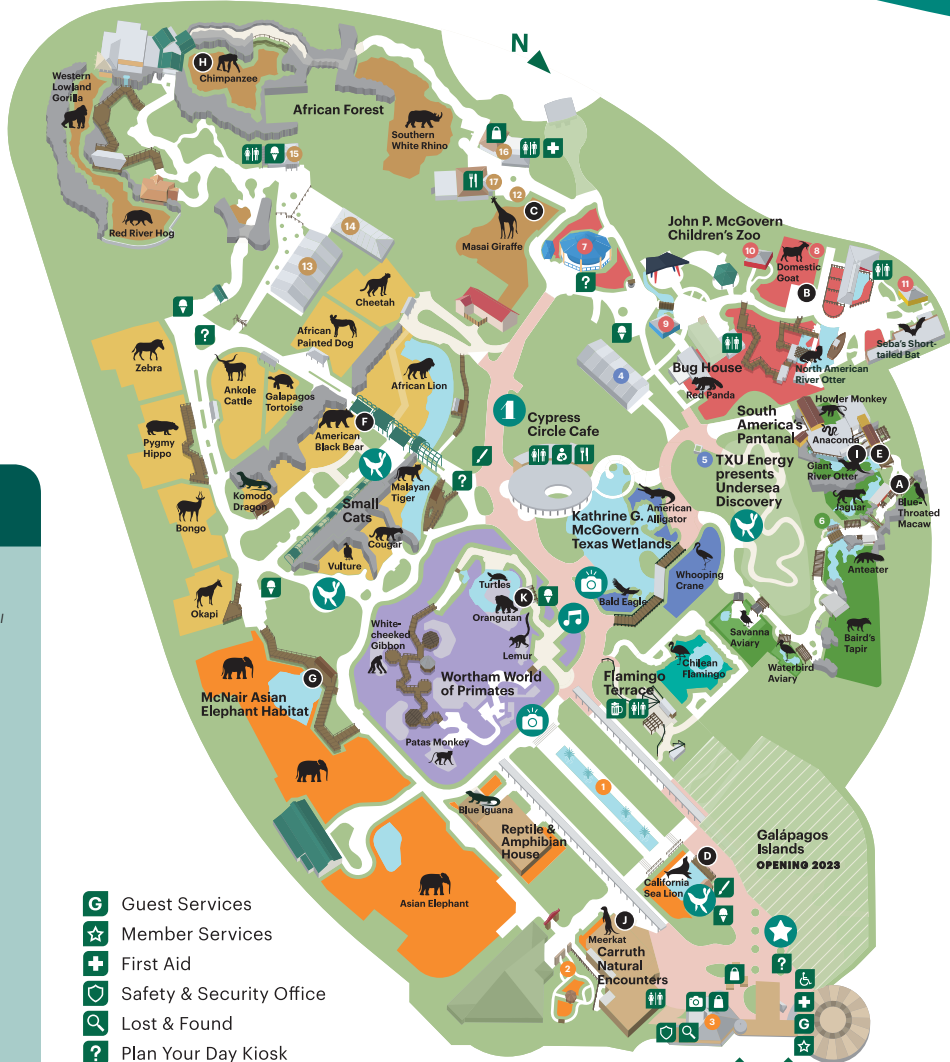 N
H
Chimpanzee
Western
Lowland
Gorilla
African Forest
Southern
White Rhino
15
16
17
12
C
Red River Hog
Masai Giraffe
14
13
7
?
John P. McGovern
Children's Zoo
10
8
Domestic
Goat
B
11
9
Cheetah
African
Painted Dog
?
Zebra
Ankole
Cattle
Galapagos
Tortoise
African Lion
4
Bug House
Red Panda
North American
River Otter
Seba's Short-
tailed Bat
F
American
Black Bear
Cypress
Circle Cafe
South
America's
Pantanal
Howler Monkey
Anaconda
I
E
Giant
River Otter
Pygmy
Hippo
Komodo
Dragon
Malayan
Tiger
?
5
TXU Energy
presents
Undersea
Discovery
A
Jaguar
Blue-
Throated
Macaw
6
Bongo
Small
Cats
Cougar
Vulture
American
Alligator
Kathrine G.
McGovern
Texas Wetlands
Whooping
Crane
Anteater
Okapi
Turtles
K
Orangutan
Bald Eagle
White-
cheeked
Gibbon
Lemur
Savanna
Aviary
Baird's
Tapir
Waterbird
Aviary
G
McNair Asian
Elephant Habitat
Wortham World
of Primates
Flamingo
Terrace
Chilean
Flamingo
Patas Monkey
1
Blue Iguana
Reptile &
Amphibian
House
Galápagos
Islands
OPENING 2023
D
California
Sea Lion
Asian Elephant
J
Meerkat
Carruth
Natural
Encounters
2
?
3
G
G Guest Services
Member Services
First Aid
Safety & Security Office
Lost & Found
? Plan Your Day Kiosk